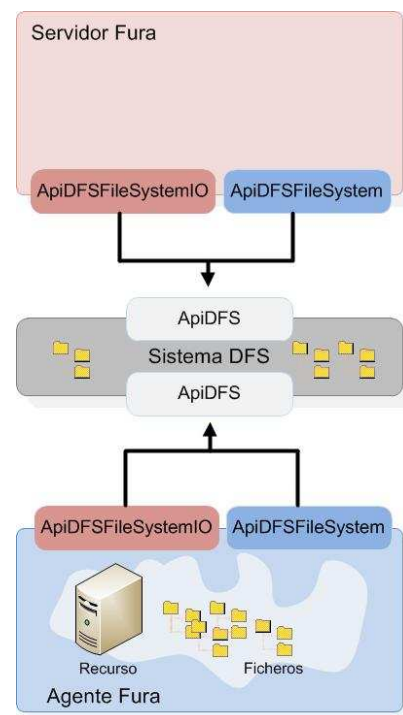 Servidor Fura
ApiDFSFileSystemIO
ApiDFSFileSystem
ApiDFS
Sistema DFS
ApiDFS
ApiDFSFileSystemIO
ApiDFSFileSystem
Recurso
Ficheros
Agente Fura